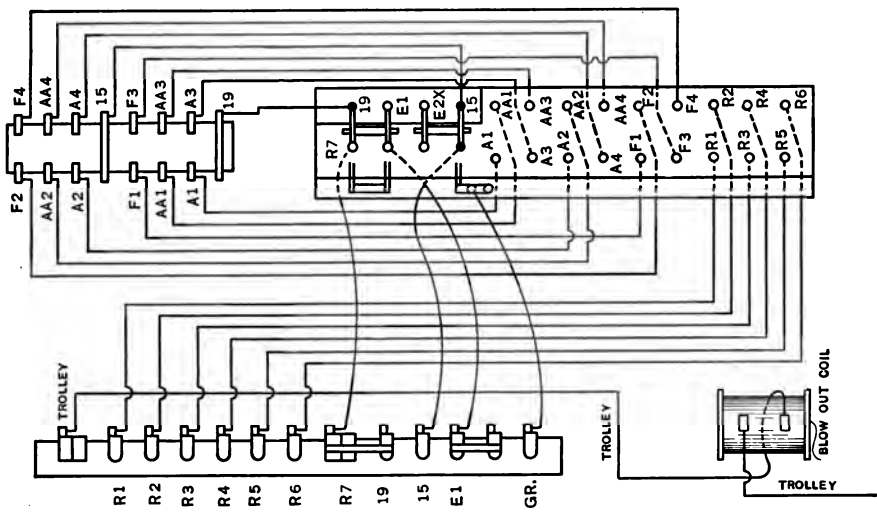 F4
AA4
A4
15
F3
AA3
A3
19
F2
AA2
A2
F1
AA1
A1
R7
19
E1
E2X
15
A1
AA1
AA3
A3
A2
AA2
AA4
A4
F1
F2
F4
F3
R1
R2
R3
R4
R5
R6
TROLLEY
R1
R2
R3
R4
R5
R6
R7
19
15
E1
GR.
TROLLEY
BLOW OUT COIL
TROLLEY